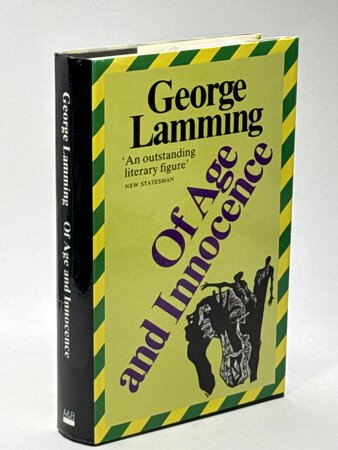 George
Lamming
'An outstanding
literary figure'
NEW STATESMAN
Of Age
and Innocence
George Lamming Of Age and Innocence
A&B